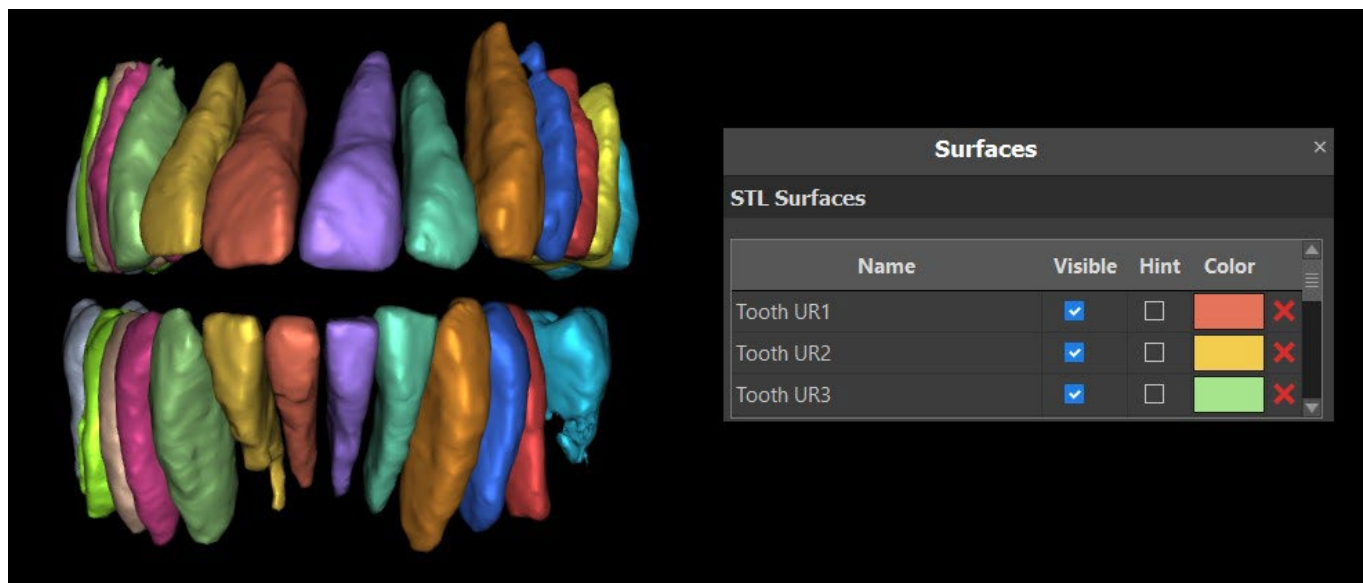 Surfaces ×
STL Surfaces
Name Visible Hint Color
Tooth UR1
Tooth UR2
Tooth UR3